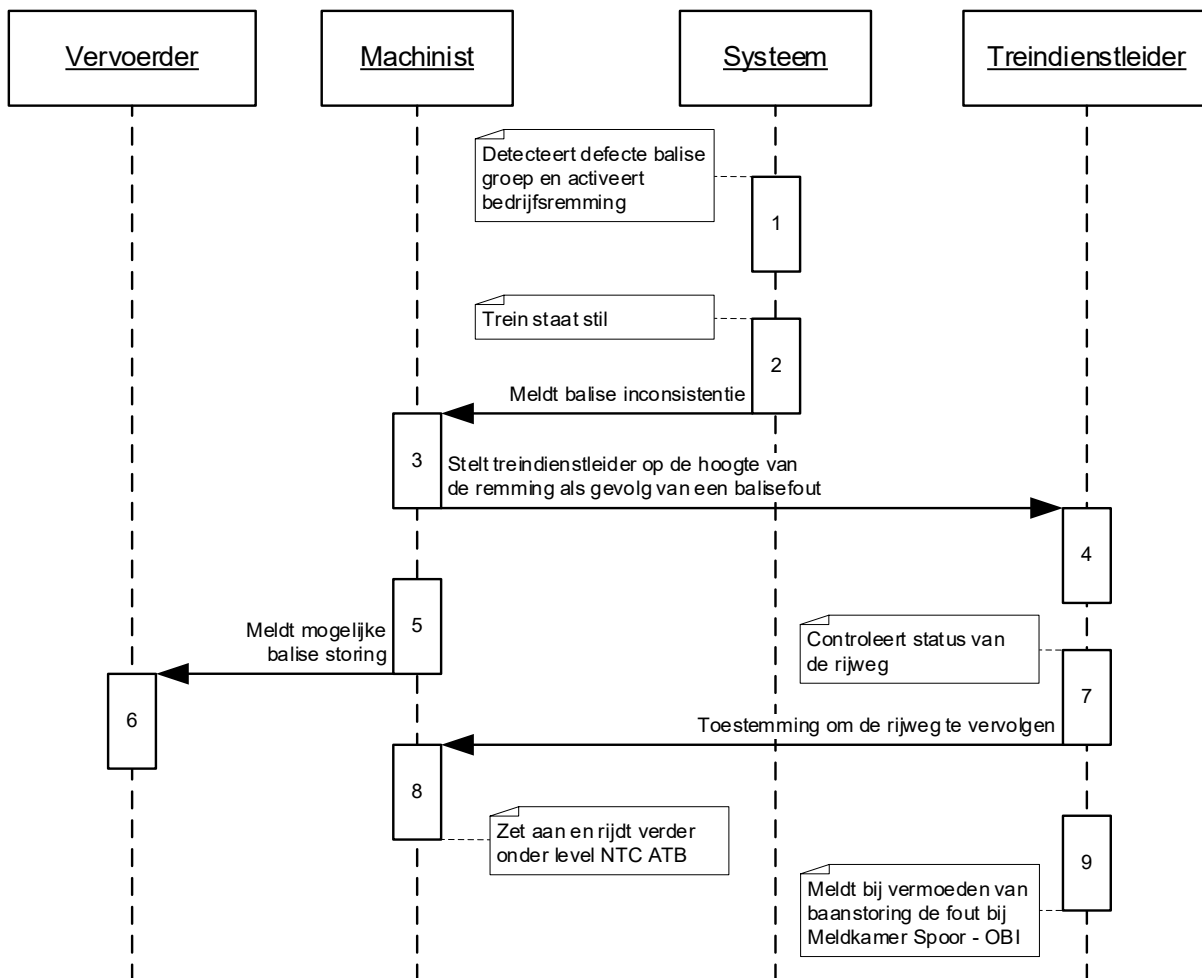 Vervoerder
Machinist
Systeem
Treindienstleider
Detecteert defecte balise
groep en activeert
bedrijfsremming
1
Trein staat stil
2
Meldt balise inconsistentie
3
Stelt treindienstleider op de hoogte van
de remming als gevolg van een balisefout
4
5
Meldt mogelijke
balise storing
6
Controleert status van
de rijweg
7
Toestemming om de rijweg te vervolgen
8
Zet aan en rijdt verder
onder level NTC ATB
9
Meldt bij vermoeden van
baanstoring de fout bij
Meldkamer Spoor - OBI